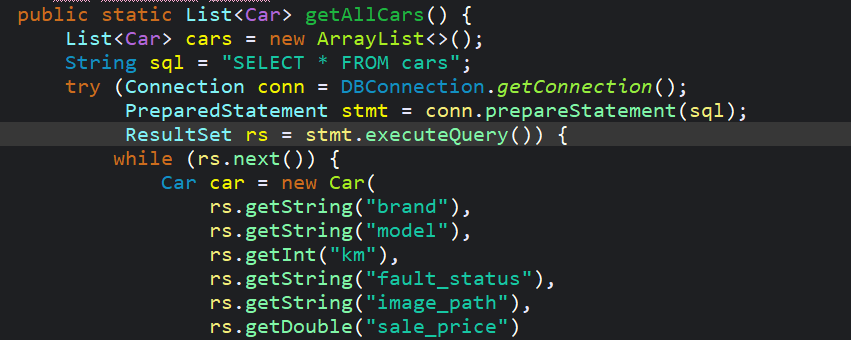 public static List<Car> getAllCars() {
    List<Car> cars = new ArrayList<>();
    String sql = "SELECT * FROM cars";
    try (Connection conn = DBConnection.getConnection();
         PreparedStatement stmt = conn.prepareStatement(sql);
         ResultSet rs = stmt.executeQuery()) {
        while (rs.next()) {
            Car car = new Car(
                rs.getString("brand"),
                rs.getString("model"),
                rs.getInt("km"),
                rs.getString("fault_status"),
                rs.getString("image_path"),
                rs.getDouble("sale_price")